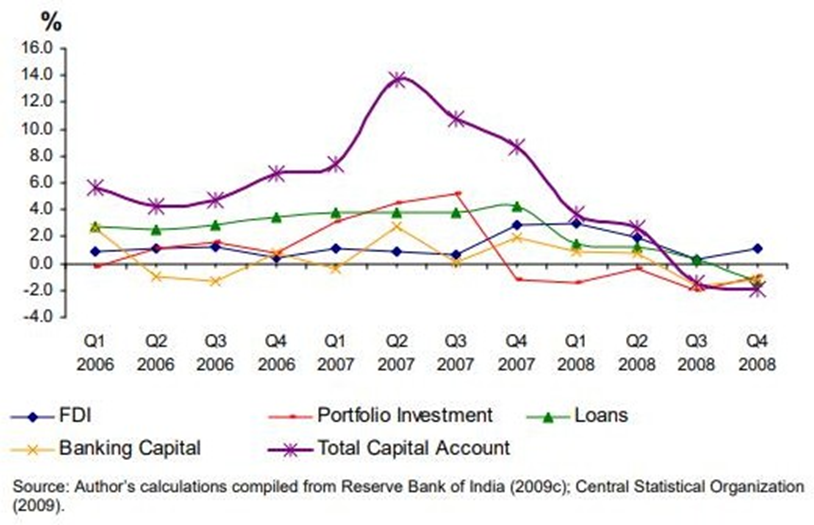 %
16.0
14.0
12.0
10.0
8.0
6.0
4.0
2.0
0.0
-2.0
-4.0
Q1 Q2 Q3 Q4 Q1 Q2 Q3 Q4 Q1 Q2 Q3 Q4
2006 2006 2006 2006 2007 2007 2007 2007 2008 2008 2008 2008
FDI Portfolio Investment Loans
Banking Capital Total Capital Account
Source: Author's calculations compiled from Reserve Bank of India (2009c); Central Statistical Organization
(2009).